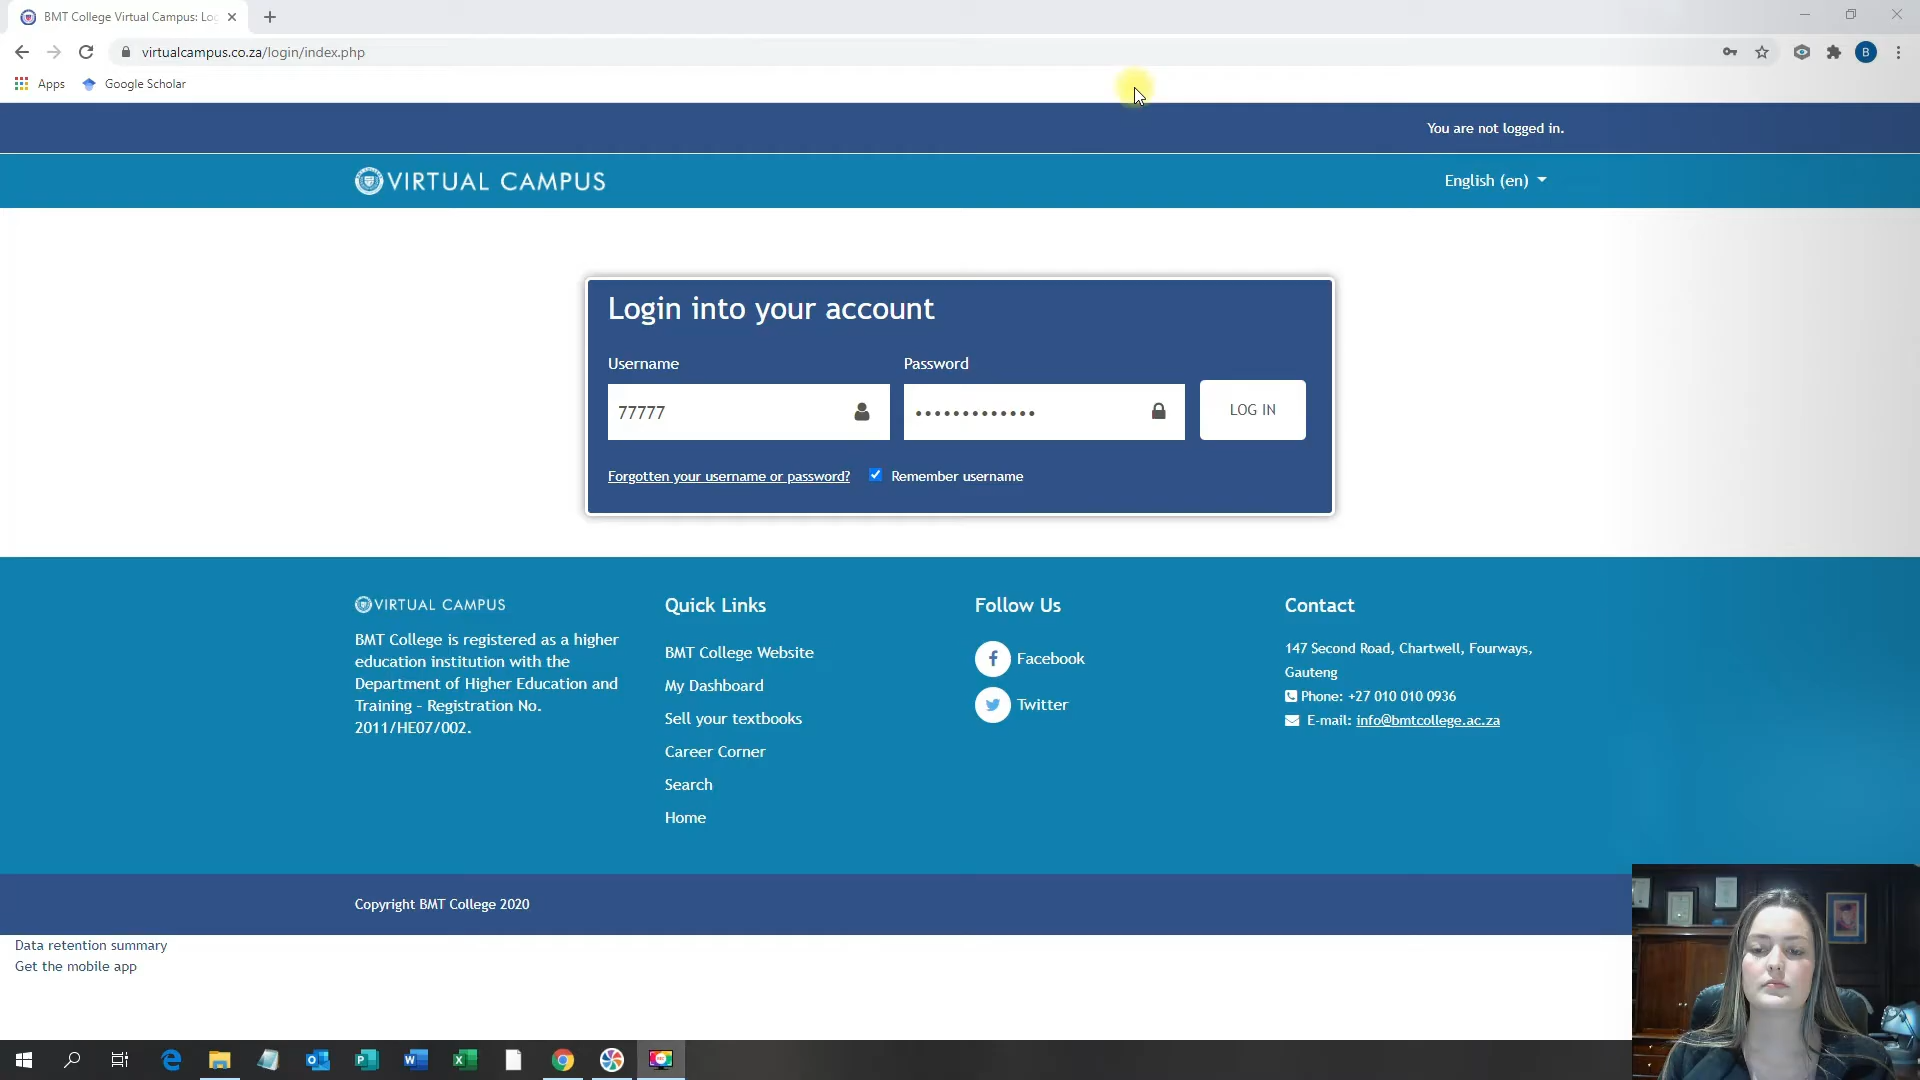 BMT College Virtual Campus: Lo
virtualcampus.co.za/login/index.php
B
Apps
Google Scholar
You are not logged in.
VIRTUAL CAMPUS
English (en)
Login into your account
Username
Password
77777
LOG IN
Forgotten your username or password?
Remember username
VIRTUAL CAMPUS
BMT College is registered as a higher
education institution with the
Department of Higher Education and
Training - Registration No.
2011/HE07/002.
Quick Links
BMT College Website
My Dashboard
Sell your textbooks
Career Corner
Search
Home
Follow Us
Facebook
Twitter
Contact
147 Second Road, Chartwell, Fourways,
Gauteng
Phone: +27 010 010 0936
E-mail: info@bmtcollege.ac.za
Copyright BMT College 2020
Data retention summary
Get the mobile app